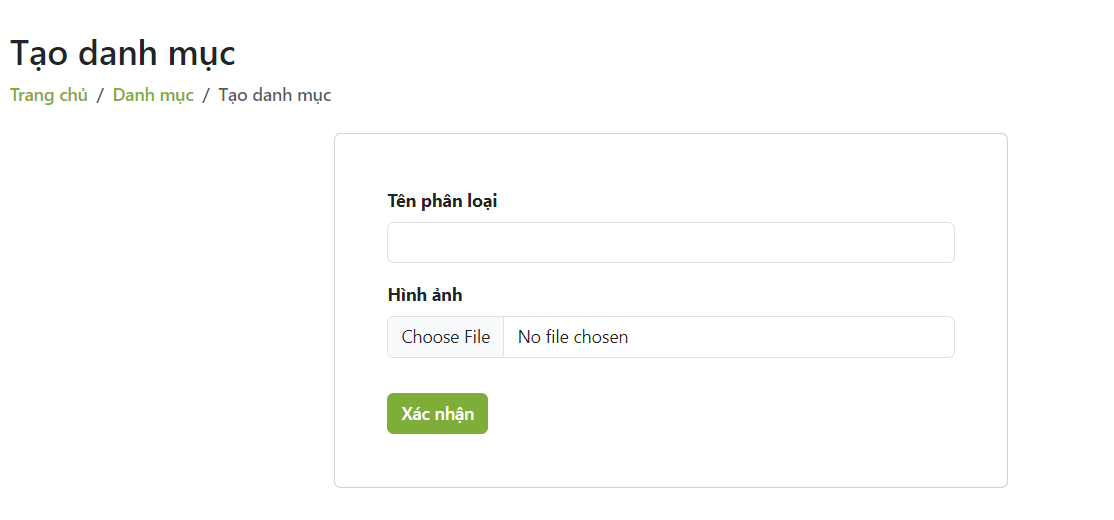 Tạo danh mục
Trang chủ / Danh mục / Tạo danh mục
Tên phân loại
Hình ảnh
Choose File No file chosen
Xác nhận